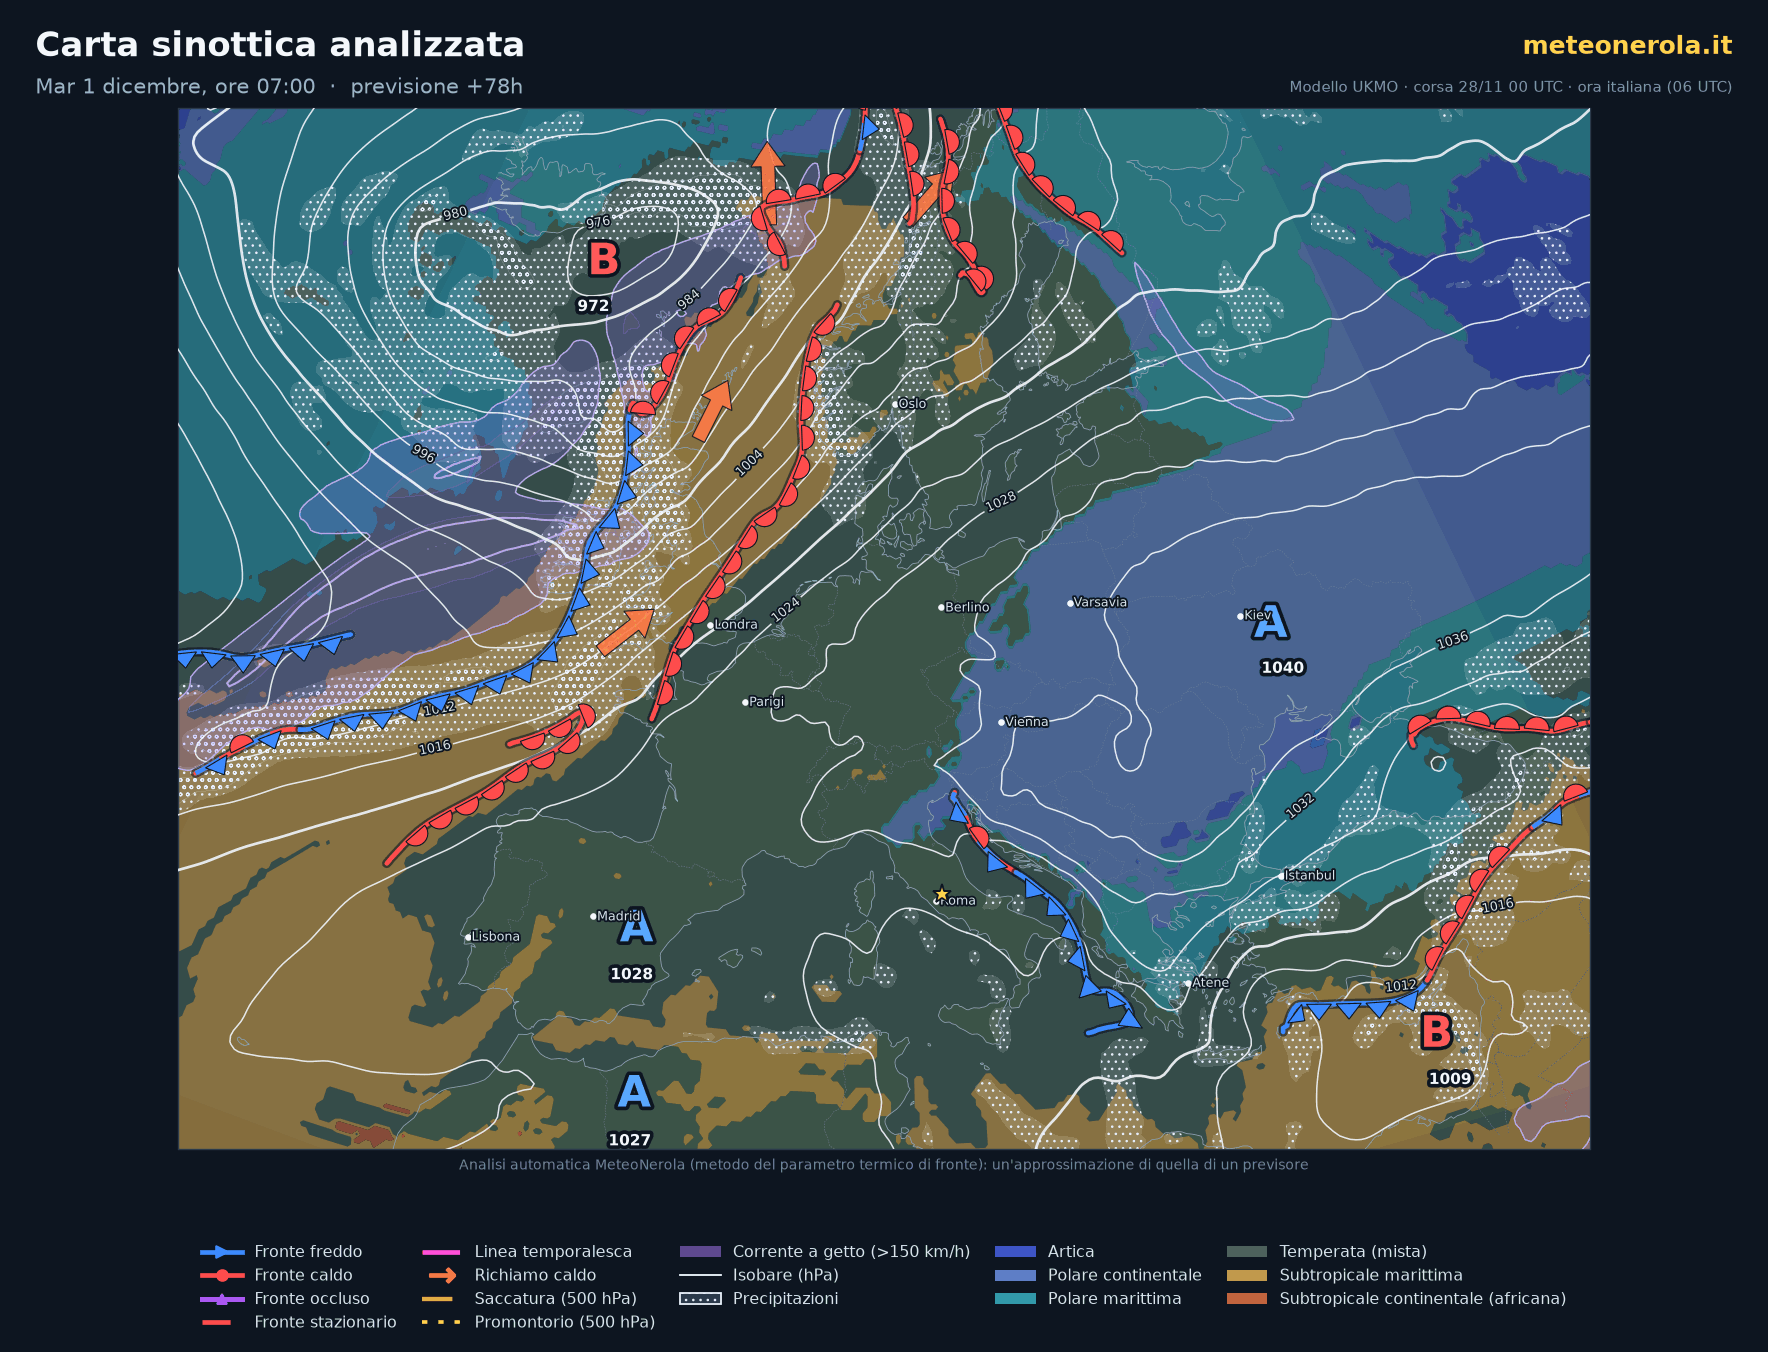 Carta sinottica analizzata
meteonerola.it
Mar 1 dicembre, ore 07:00 · previsione +78h
Modello UKMO · corsa 28/11 00 UTC · ora italiana (06 UTC)
980
976
B
972
984
996
Oslo
1004
1028
1024
Londra
Berlino
Varsavia
Kiev
A
1040
1036
Parigi
Vienna
1012
1016
1032
Istanbul
Roma
Madrid
A
1028
Lisbona
1016
Atene
1012
B
1009
A
1027
Analisi automatica MeteoNerola (metodo del parametro termico di fronte): un'approssimazione di quella di un previsore
Fronte freddo
Fronte caldo
Fronte occluso
Fronte stazionario
Linea temporalesca
Richiamo caldo
Saccatura (500 hPa)
Promontorio (500 hPa)
Corrente a getto (>150 km/h)
Isobare (hPa)
Precipitazioni
Artica
Polare continentale
Polare marittima
Temperata (mista)
Subtropicale marittima
Subtropicale continentale (africana)